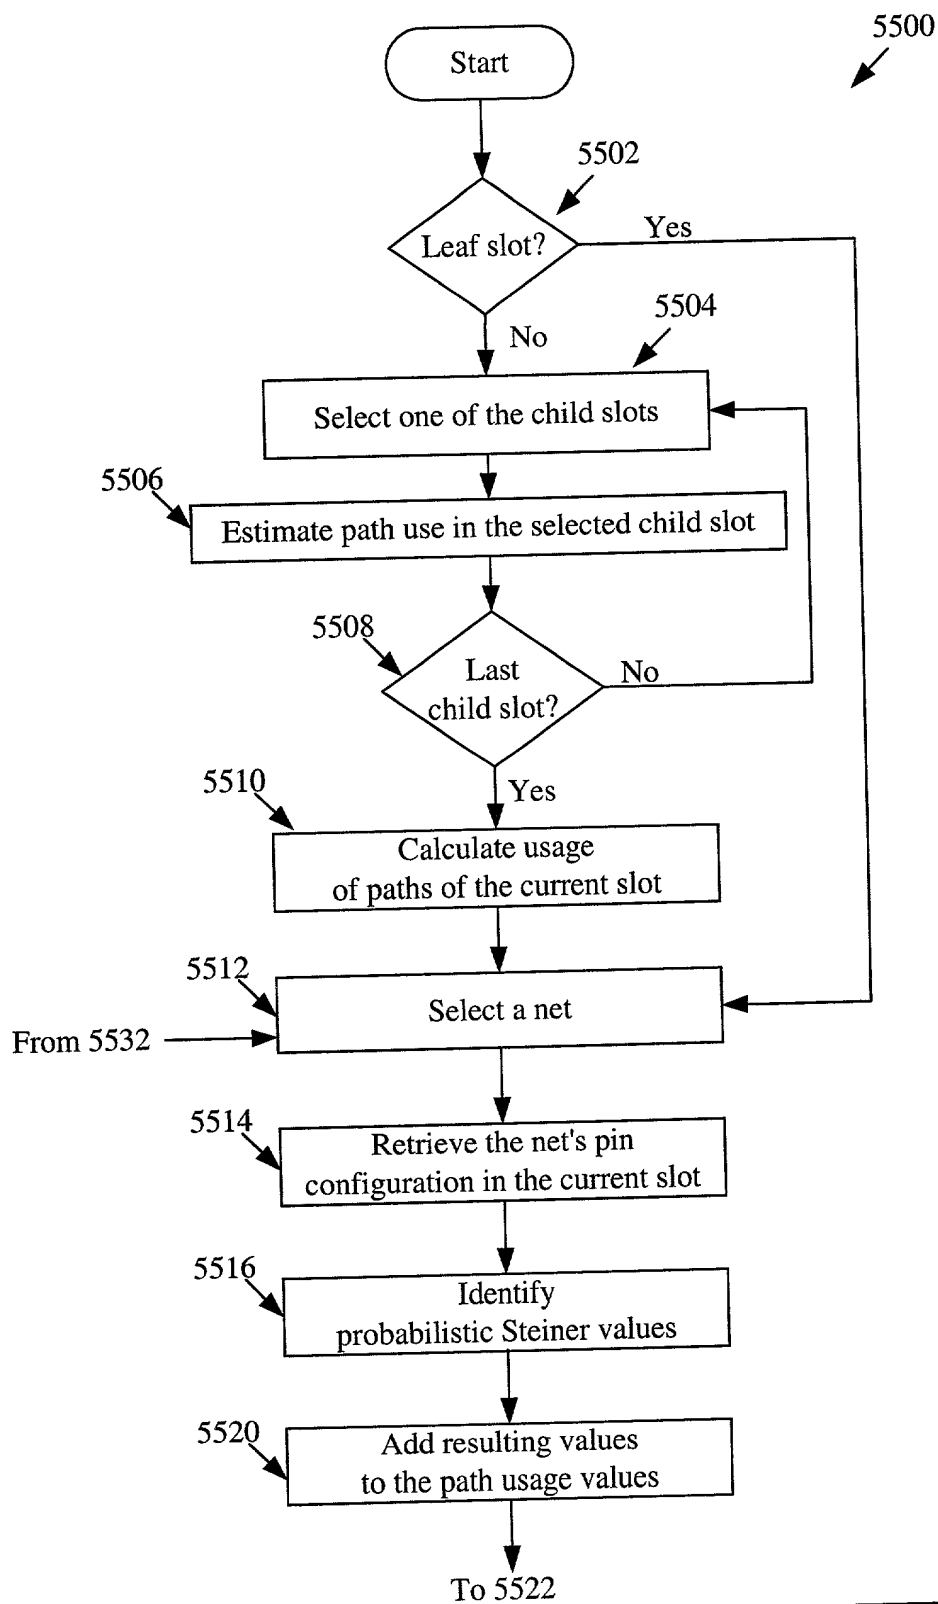 5500
Start
5502
Leaf slot?
Yes
No
5504
Select one of the child slots
5506
Estimate path use in the selected child slot
5508
Last
child slot?
No
Yes
5510
Calculate usage
of paths of the current slot
5512
Select a net
From 5532
5514
Retrieve the net's pin
configuration in the current slot
5516
Identify
probabilistic Steiner values
5520
Add resulting values
to the path usage values
To 5522